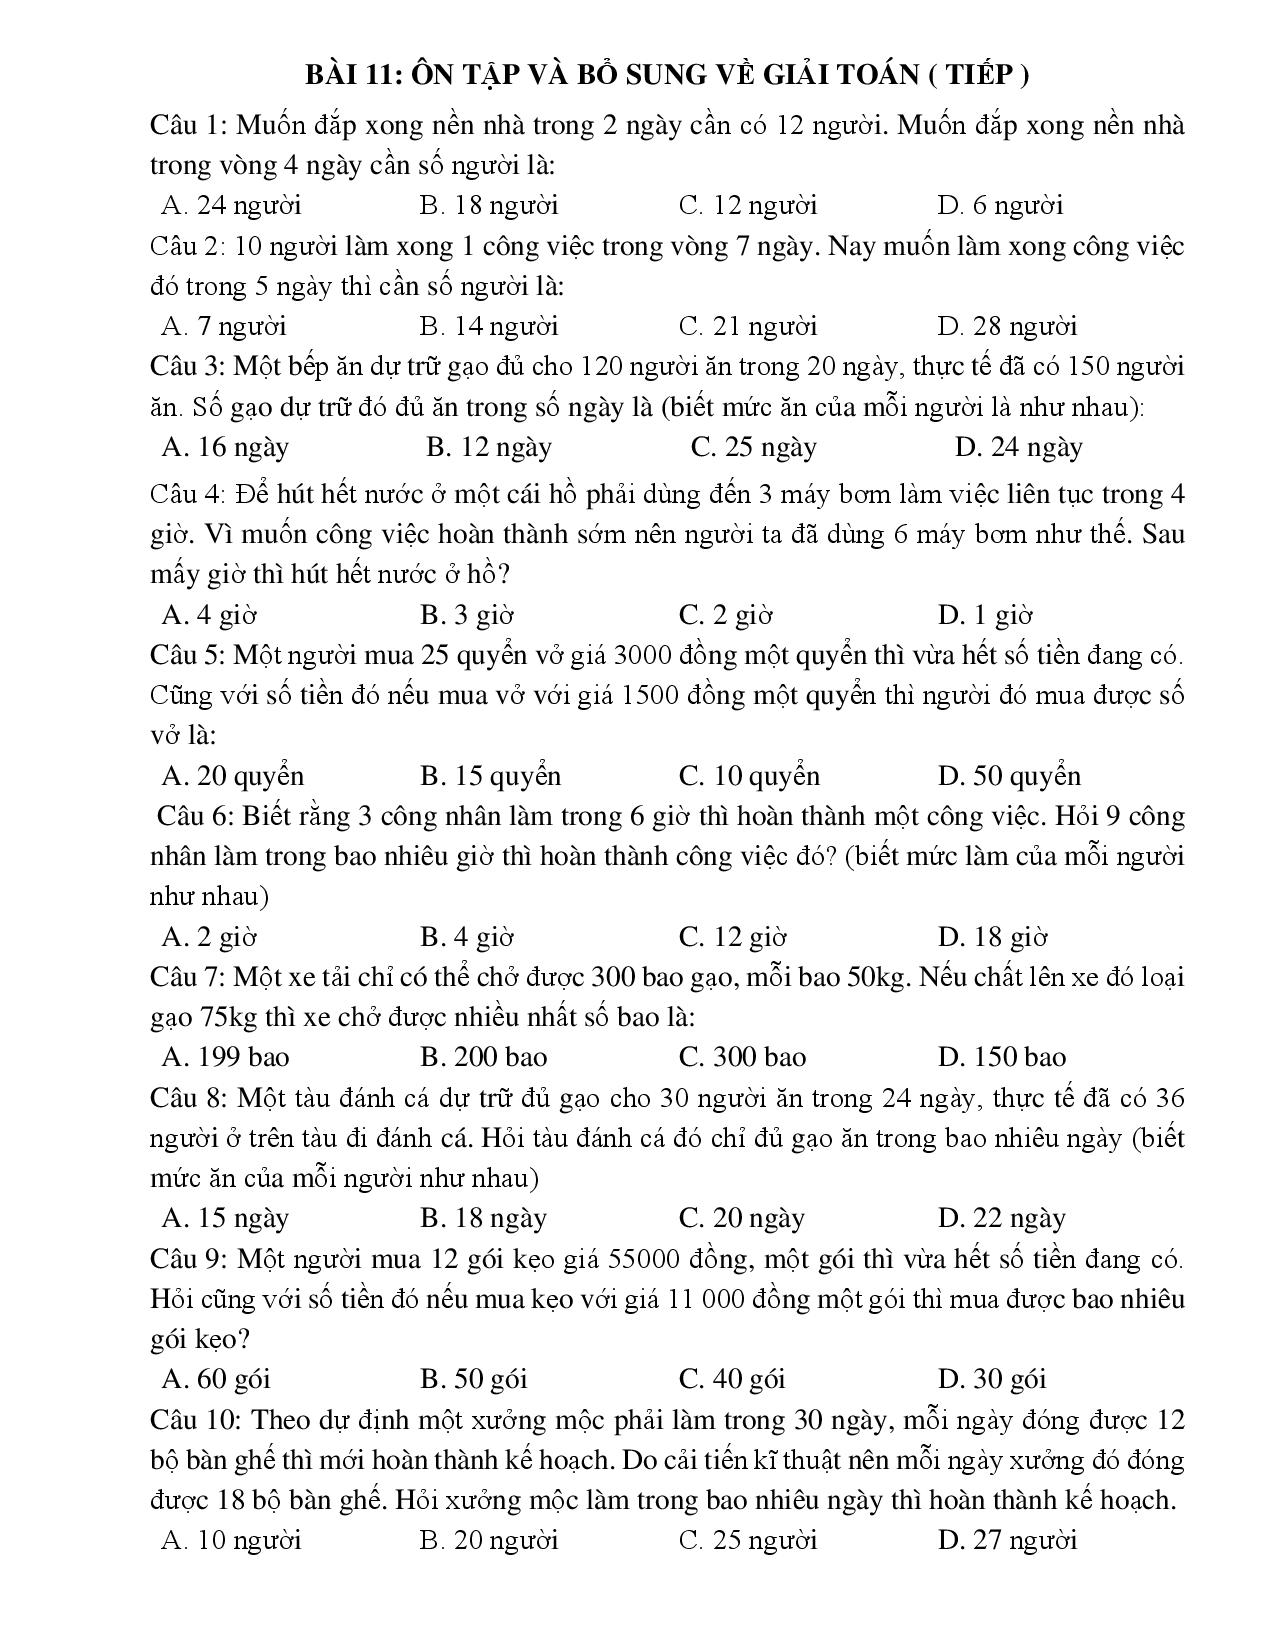 BÀI 11: ÔN TẬP VÀ BỔ SUNG VỀ GIẢI TOÁN ( TIẾP )
Câu 1: Muốn đắp xong nền nhà trong 2 ngày cần có 12 người. Muốn đắp xong nền nhà
trong vòng 4 ngày cần số người là:
A. 24 người B. 18 người C. 12 người D. 6 người
Câu 2: 10 người làm xong 1 công việc trong vòng 7 ngày. Nay muốn làm xong công việc
đó trong 5 ngày thì cần số người là:
A. 7 người B. 14 người C. 21 người D. 28 người
Câu 3: Một bếp ăn dự trữ gạo đủ cho 120 người ăn trong 20 ngày, thực tế đã có 150 người
ăn. Số gạo dự trữ đó đủ ăn trong số ngày là (biết mức ăn của mỗi người là như nhau):
A. 16 ngày B. 12 ngày C. 25 ngày D. 24 ngày
Câu 4: Để hút hết nước ở một cái hồ phải dùng đến 3 máy bơm làm việc liên tục trong 4
giờ. Vì muốn công việc hoàn thành sớm nên người ta đã dùng 6 máy bơm như thế. Sau
mấy giờ thì hút hết nước ở hồ?
A. 4 giờ B. 3 giờ C. 2 giờ D. 1 giờ
Câu 5: Một người mua 25 quyển vở giá 3000 đồng một quyển thì vừa hết số tiền đang có.
Cũng với số tiền đó nếu mua vở với giá 1500 đồng một quyển thì người đó mua được số
vở là:
A. 20 quyển B. 15 quyển C. 10 quyển D. 50 quyển
Câu 6: Biết rằng 3 công nhân làm trong 6 giờ thì hoàn thành một công việc. Hỏi 9 công
nhân làm trong bao nhiêu giờ thì hoàn thành công việc đó? (biết mức làm của mỗi người
như nhau)
A. 2 giờ B. 4 giờ C. 12 giờ D. 18 giờ
Câu 7: Một xe tải chỉ có thể chở được 300 bao gạo, mỗi bao 50kg. Nếu chất lên xe đó loại
gạo 75kg thì xe chở được nhiều nhất số bao là:
A. 199 bao B. 200 bao C. 300 bao D. 150 bao
Câu 8: Một tàu đánh cá dự trữ đủ gạo cho 30 người ăn trong 24 ngày, thực tế đã có 36
người ở trên tàu đi đánh cá. Hỏi tàu đánh cá đó chỉ đủ gạo ăn trong bao nhiêu ngày (biết
mức ăn của mỗi người như nhau)
A. 15 ngày B. 18 ngày C. 20 ngày D. 22 ngày
Câu 9: Một người mua 12 gói kẹo giá 55000 đồng, một gói thì vừa hết số tiền đang có.
Hỏi cũng với số tiền đó nếu mua kẹo với giá 11 000 đồng một gói thì mua được bao nhiêu
gói kẹo?
A. 60 gói B. 50 gói C. 40 gói D. 30 gói
Câu 10: Theo dự định một xưởng mộc phải làm trong 30 ngày, mỗi ngày đóng được 12
bộ bàn ghế thì mới hoàn thành kế hoạch. Do cải tiến kĩ thuật nên mỗi ngày xưởng đó đóng
được 18 bộ bàn ghế. Hỏi xưởng mộc làm trong bao nhiêu ngày thì hoàn thành kế hoạch.
A. 10 người B. 20 người C. 25 người D. 27 người